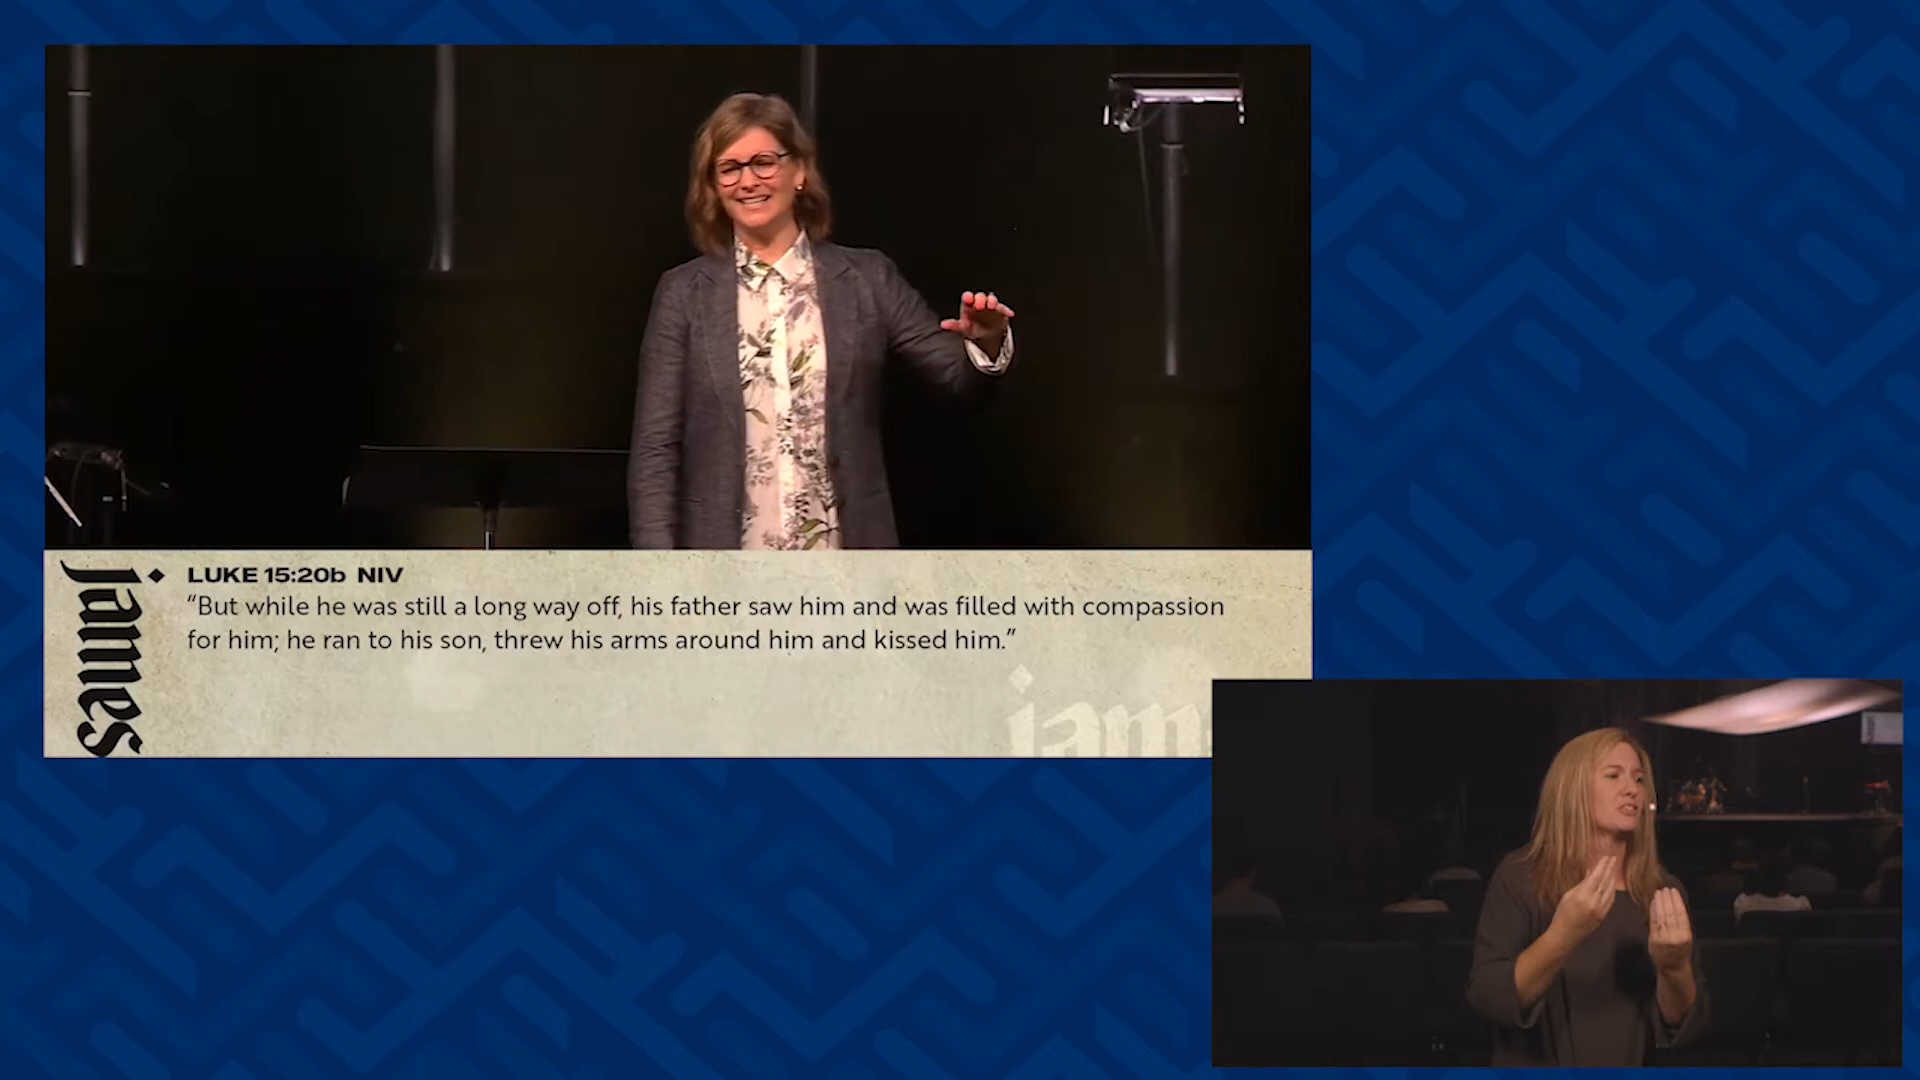 James
LUKE 15:20b NIV
“But while he was still a long way off, his father saw him and was filled with compassion
for him; he ran to his son, threw his arms around him and kissed him.”
jam